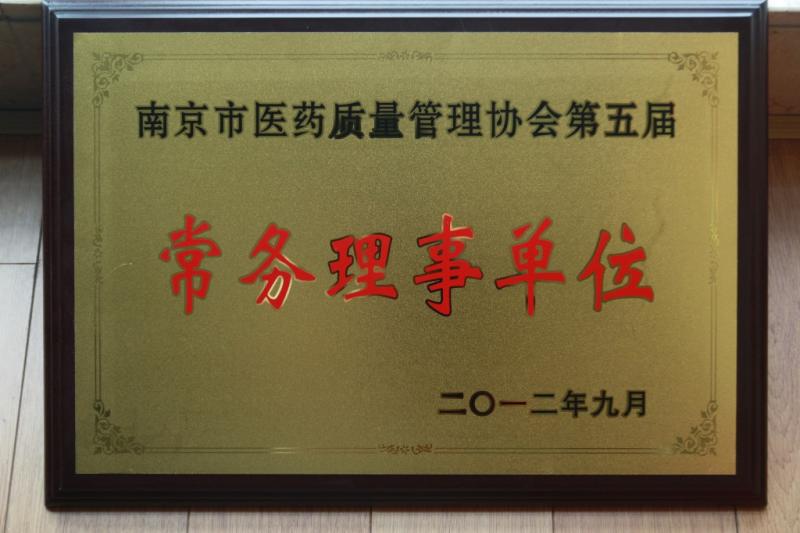 南京市医药质量管理协会第五届
常务理事单位
二〇一二年九月